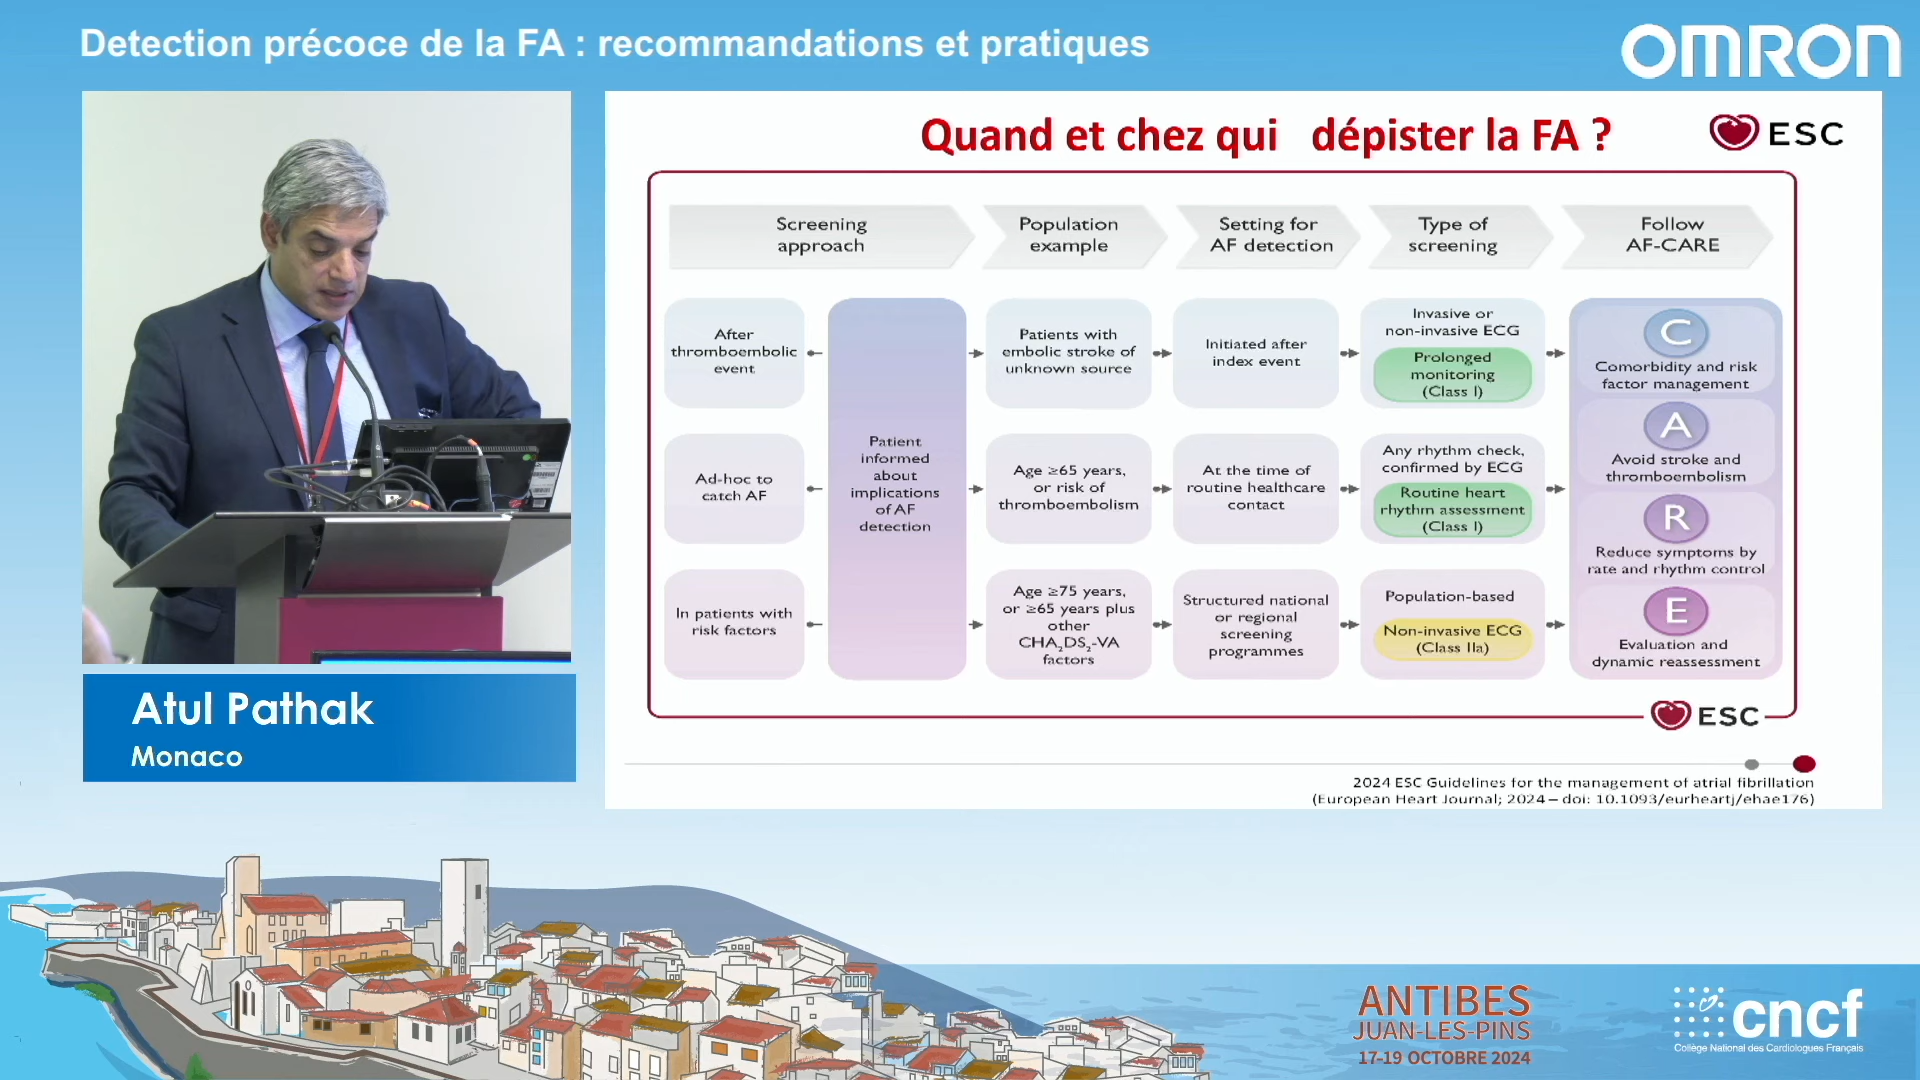 Detection précoce de la FA : recommandations et pratiques
OMRON
Quand et chez qui dépister la FA ?
ESC
Screening
approach
Population
example
Setting for
AF detection
Type of
screening
Follow
AF-CARE
After
thromboembolic
event
Patient
informed
about
implications
of AF
detection
Patients with
embolic stroke of
unknown source
Initiated after
index event
Invasive or
non-invasive ECG
Prolonged
monitoring
(Class I)
Ad-hoc to
catch AF
Age ≥65 years,
or risk of
thromboembolism
At the time of
routine healthcare
contact
Any rhythm check,
confirmed by ECG
Routine heart
rhythm assessment
(Class I)
In patients with
risk factors
Age ≥75 years,
or ≥65 years plus
other
CHA₂DS₂-VA
factors
Structured national
or regional
screening
programmes
Population-based
Non-invasive ECG
(Class IIa)
C
Comorbidity and risk
factor management
A
Avoid stroke and
thromboembolism
R
Reduce symptoms by
rate and rhythm control
E
Evaluation and
dynamic reassessment
ESC
2024 ESC Guidelines for the management of atrial fibrillation
(European Heart Journal; 2024 – doi: 10.1093/eurheartj/ehae176)
Atul Pathak
Monaco
ANTIBES
JUAN-LES-PINS
17-19 OCTOBRE 2024
cncf
Collège National des Cardiologues Français